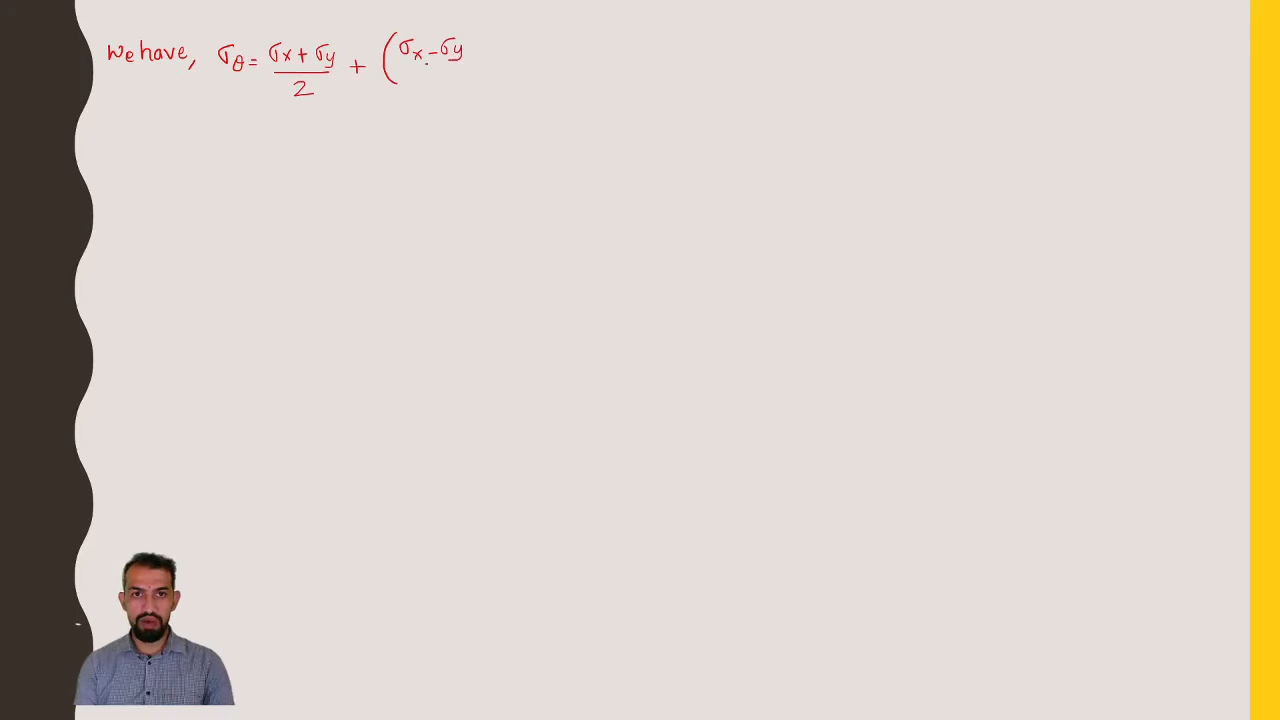 We have, σθ = σx + σy / 2 + (σx - σy